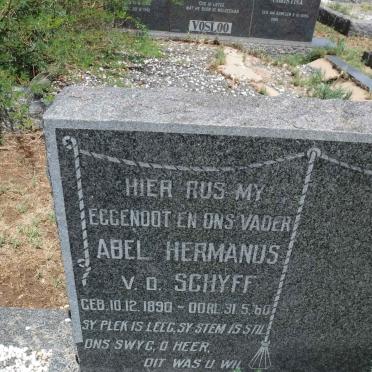 VOSLOO
HIER RUS MY
EGGENOOT EN ONS VADER
ABEL HERMANUS
V.D. SCHYFF
GEB. 10.12.1890 - OORL. 31.5.'60
SY PLEK IS LEEG, SY STEM IS STIL
ONS SWYG, O HEER,
DIT WAS U WIL